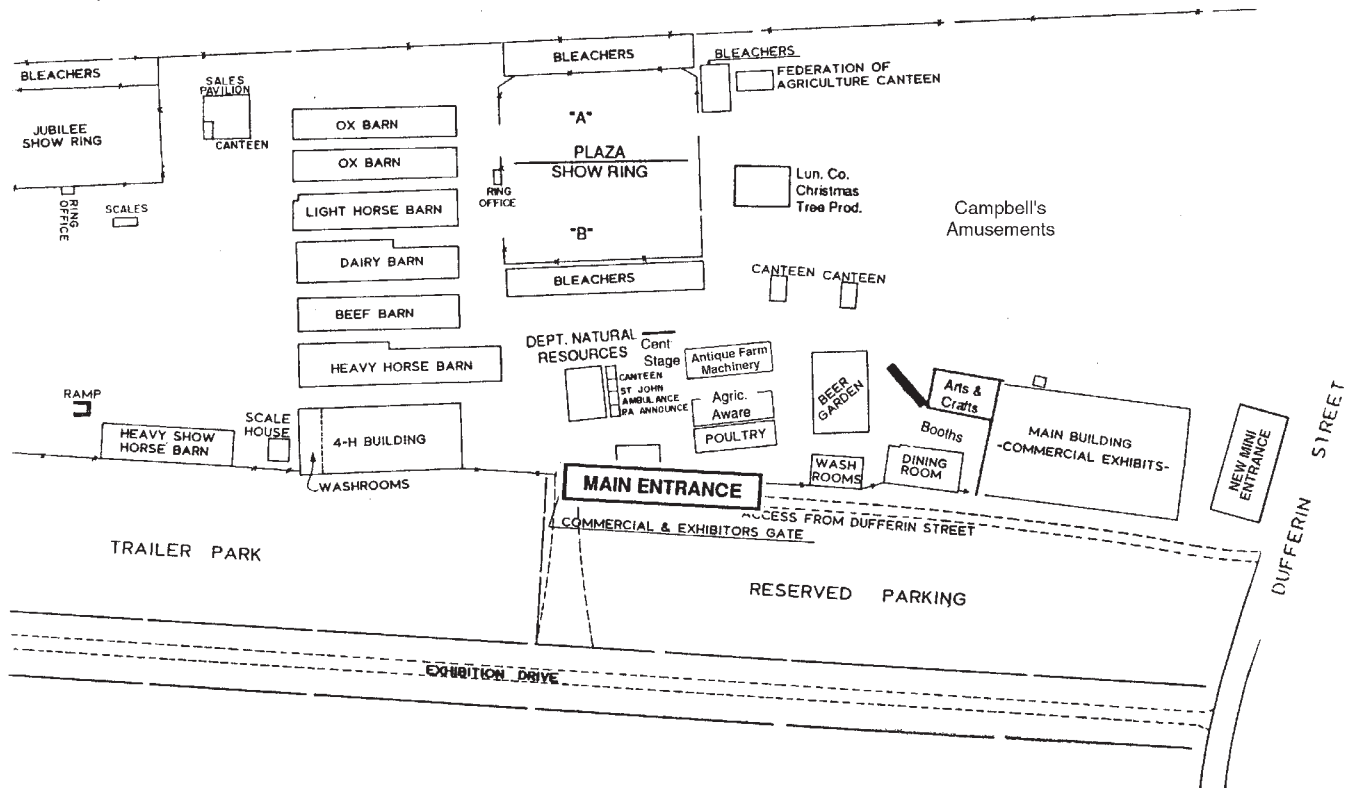 BLEACHERS
JUBILEE
SHOW RING
RING
OFFICE
SCALES
SALES
PAVILION
CANTEEN
OX BARN
OX BARN
LIGHT HORSE BARN
DAIRY BARN
BEEF BARN
HEAVY HORSE BARN
BLEACHERS
"A"
PLAZA
SHOW RING
"B"
RING
OFFICE
BLEACHERS
BLEACHERS
FEDERATION OF
AGRICULTURE CANTEEN
Lun. Co.
Christmas
Tree Prod.
Campbell's
Amusements
CANTEEN
CANTEEN
DEPT. NATURAL
RESOURCES
Cent
Stage
CANTEEN
ST JOHN
AMBULANCE
PA ANNOUNCE
Antique Farm
Machinery
Agric.
Aware
POULTRY
BEER
GARDEN
Arts &
Crafts
Booths
MAIN BUILDING
-COMMERCIAL EXHIBITS-
NEW MINI
ENTRANCE
DUFFERIN STREET
RAMP
HEAVY SHOW
HORSE BARN
SCALE
HOUSE
4-H BUILDING
WASHROOMS
WASH
ROOMS
DINING
ROOM
MAIN ENTRANCE
ACCESS FROM DUFFERIN STREET
COMMERCIAL & EXHIBITORS GATE
TRAILER PARK
RESERVED PARKING
EXHIBITION DRIVE